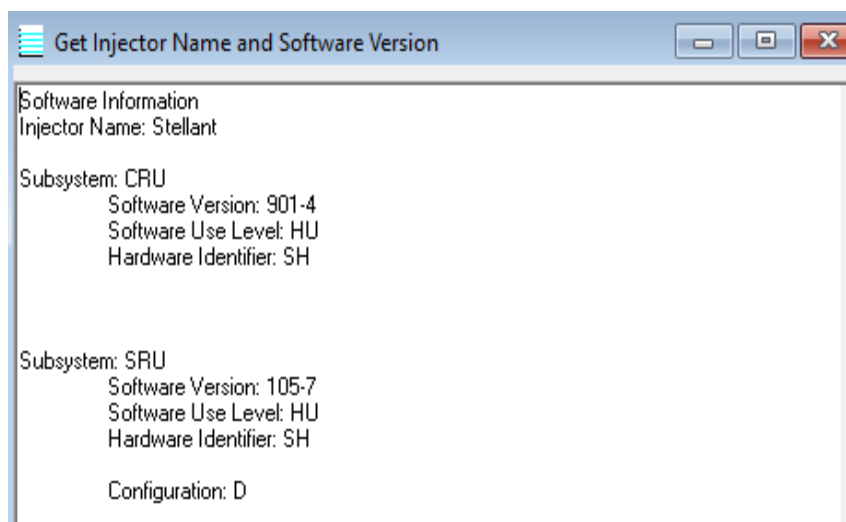 Get Injector Name and Software Version
Software Information
Injector Name: Stellant
Subsystem: CRU
Software Version: 901-4
Software Use Level: HU
Hardware Identifier: SH
Subsystem: SRU
Software Version: 105-7
Software Use Level: HU
Hardware Identifier: SH
Configuration: D